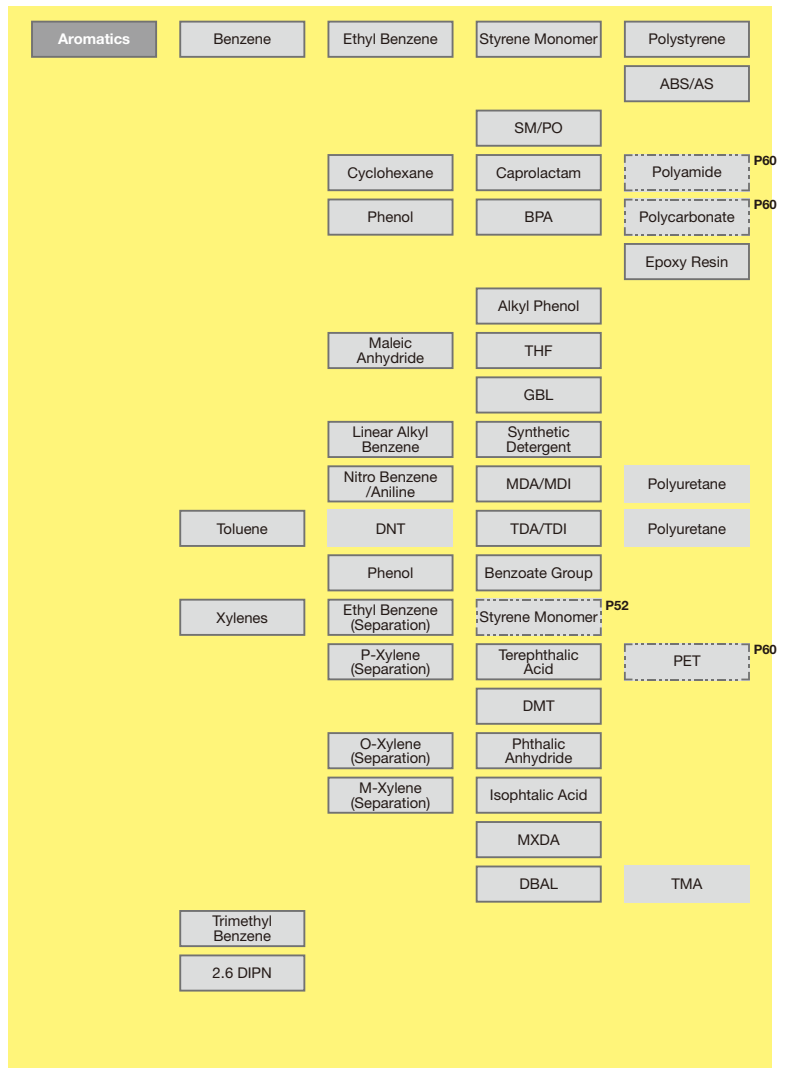 Aromatics
Benzene
Ethyl Benzene
Styrene Monomer
Polystyrene
ABS/AS
SM/PO
Cyclohexane
Caprolactam
Polyamide
P60
Phenol
BPA
Polycarbonate
P60
Epoxy Resin
Alkyl Phenol
Maleic
Anhydride
THF
GBL
Linear Alkyl
Benzene
Synthetic
Detergent
Nitro Benzene
/Aniline
MDA/MDI
Polyuretane
Toluene
DNT
TDA/TDI
Polyuretane
Phenol
Benzoate Group
Xylenes
Ethyl Benzene
(Separation)
Styrene Monomer
P52
P-Xylene
(Separation)
Terephthalic
Acid
PET
P60
DMT
O-Xylene
(Separation)
Phthalic
Anhydride
M-Xylene
(Separation)
Isophtalic Acid
MXDA
DBAL
TMA
Trimethyl
Benzene
2.6 DIPN